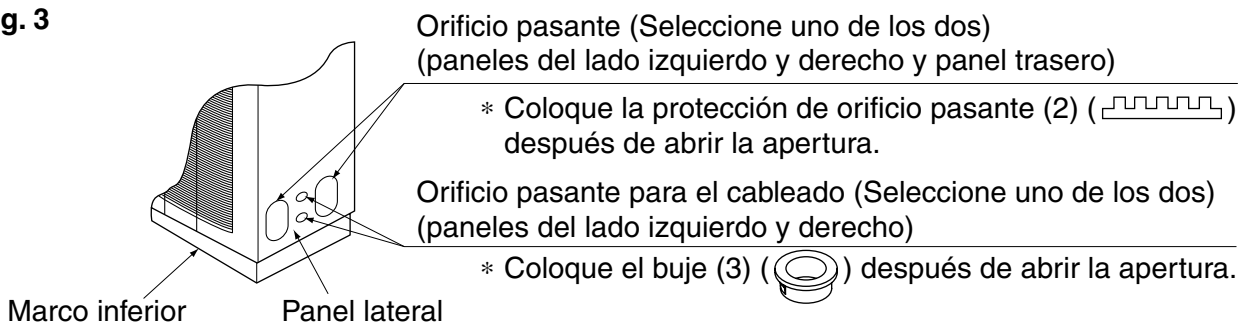 g. 3
Orificio pasante (Seleccione uno de los dos)
(paneles del lado izquierdo y derecho y panel trasero)
* Coloque la protección de orificio pasante (2) ( )
después de abrir la apertura.
Orificio pasante para el cableado (Seleccione uno de los dos)
(paneles del lado izquierdo y derecho)
* Coloque el buje (3) ( ) después de abrir la apertura.
Marco inferior Panel lateral